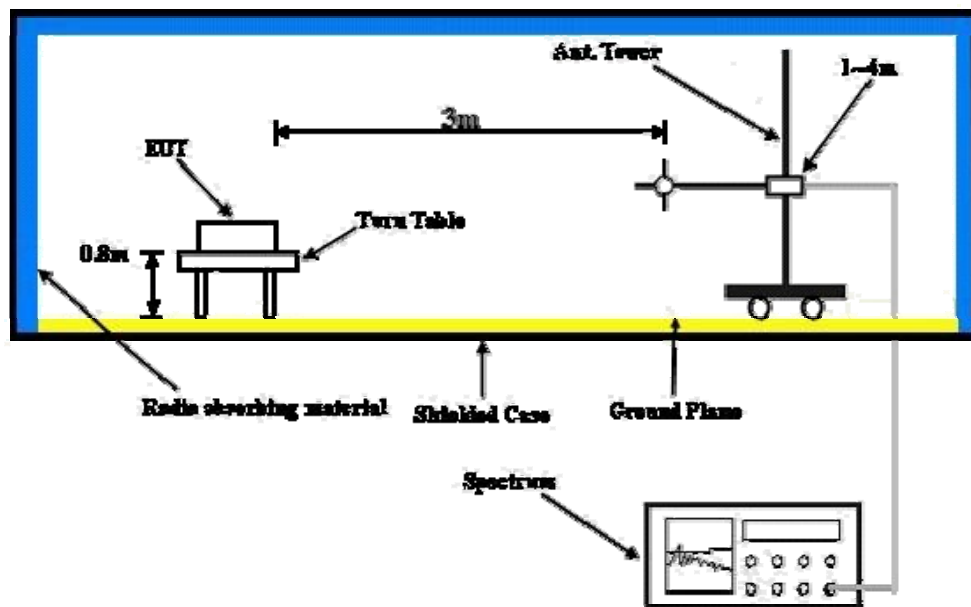 Ant. Tower
1~4m
3m
EUT
Turn Table
0.8m
Radio absorbing material
Shielded Case
Ground Plane
Spectrum